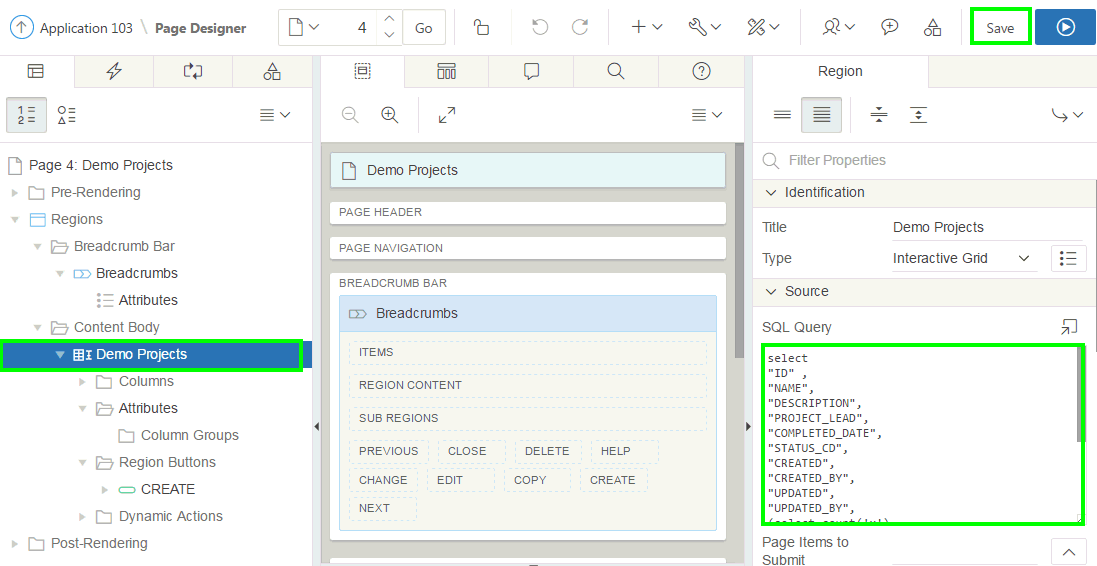 Application 103 \ Page Designer
4
Go
Save
Region
Page 4: Demo Projects
Pre-Rendering
Regions
Breadcrumb Bar
Breadcrumbs
Attributes
Content Body
Demo Projects
Columns
Attributes
Column Groups
Region Buttons
CREATE
Dynamic Actions
Post-Rendering
Demo Projects
PAGE HEADER
PAGE NAVIGATION
BREADCRUMB BAR
Breadcrumbs
ITEMS
REGION CONTENT
SUB REGIONS
PREVIOUS CLOSE DELETE HELP
CHANGE EDIT COPY CREATE
NEXT
Filter Properties
Identification
Title Demo Projects
Type Interactive Grid
Source
SQL Query
select
"ID" ,
"NAME",
"DESCRIPTION",
"PROJECT_LEAD",
"COMPLETED_DATE",
"STATUS_CD",
"CREATED",
"CREATED_BY",
"UPDATED",
"UPDATED_BY",
(select count('x')
Page Items to
Submit